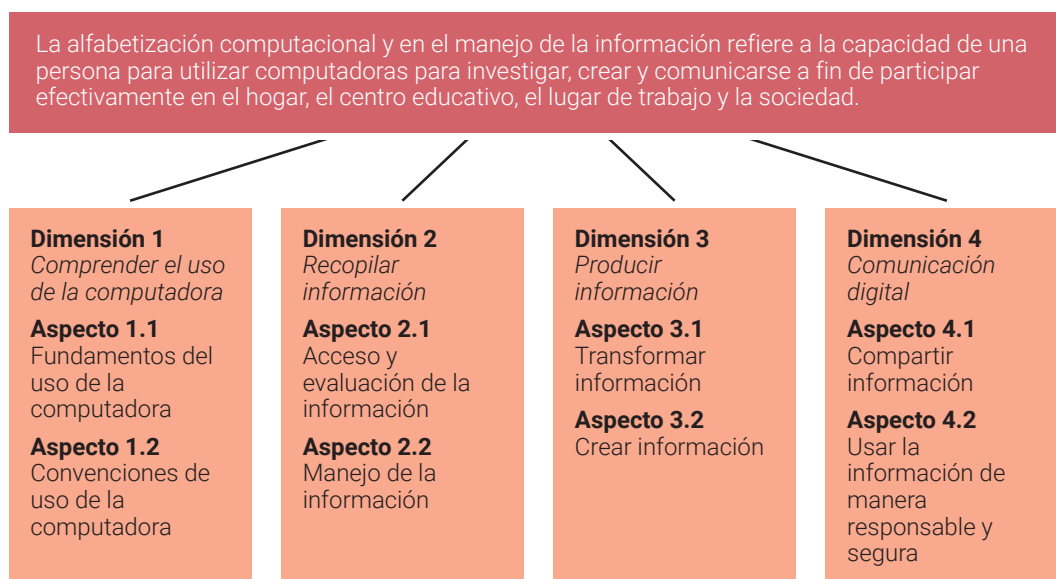 La alfabetización computacional y en el manejo de la información refiere a la capacidad de una
persona para utilizar computadoras para investigar, crear y comunicarse a fin de participar
efectivamente en el hogar, el centro educativo, el lugar de trabajo y la sociedad.
Dimensión 1
Comprender el uso
de la computadora
Aspecto 1.1
Fundamentos del
uso de la
computadora
Aspecto 1.2
Convenciones de
uso de la
computadora
Dimensión 2
Recopilar
información
Aspecto 2.1
Acceso y
evaluación de la
información
Aspecto 2.2
Manejo de la
información
Dimensión 3
Producir
información
Aspecto 3.1
Transformar
información
Aspecto 3.2
Crear información
Dimensión 4
Comunicación
digital
Aspecto 4.1
Compartir
información
Aspecto 4.2
Usar la
información de
manera
responsable y
segura